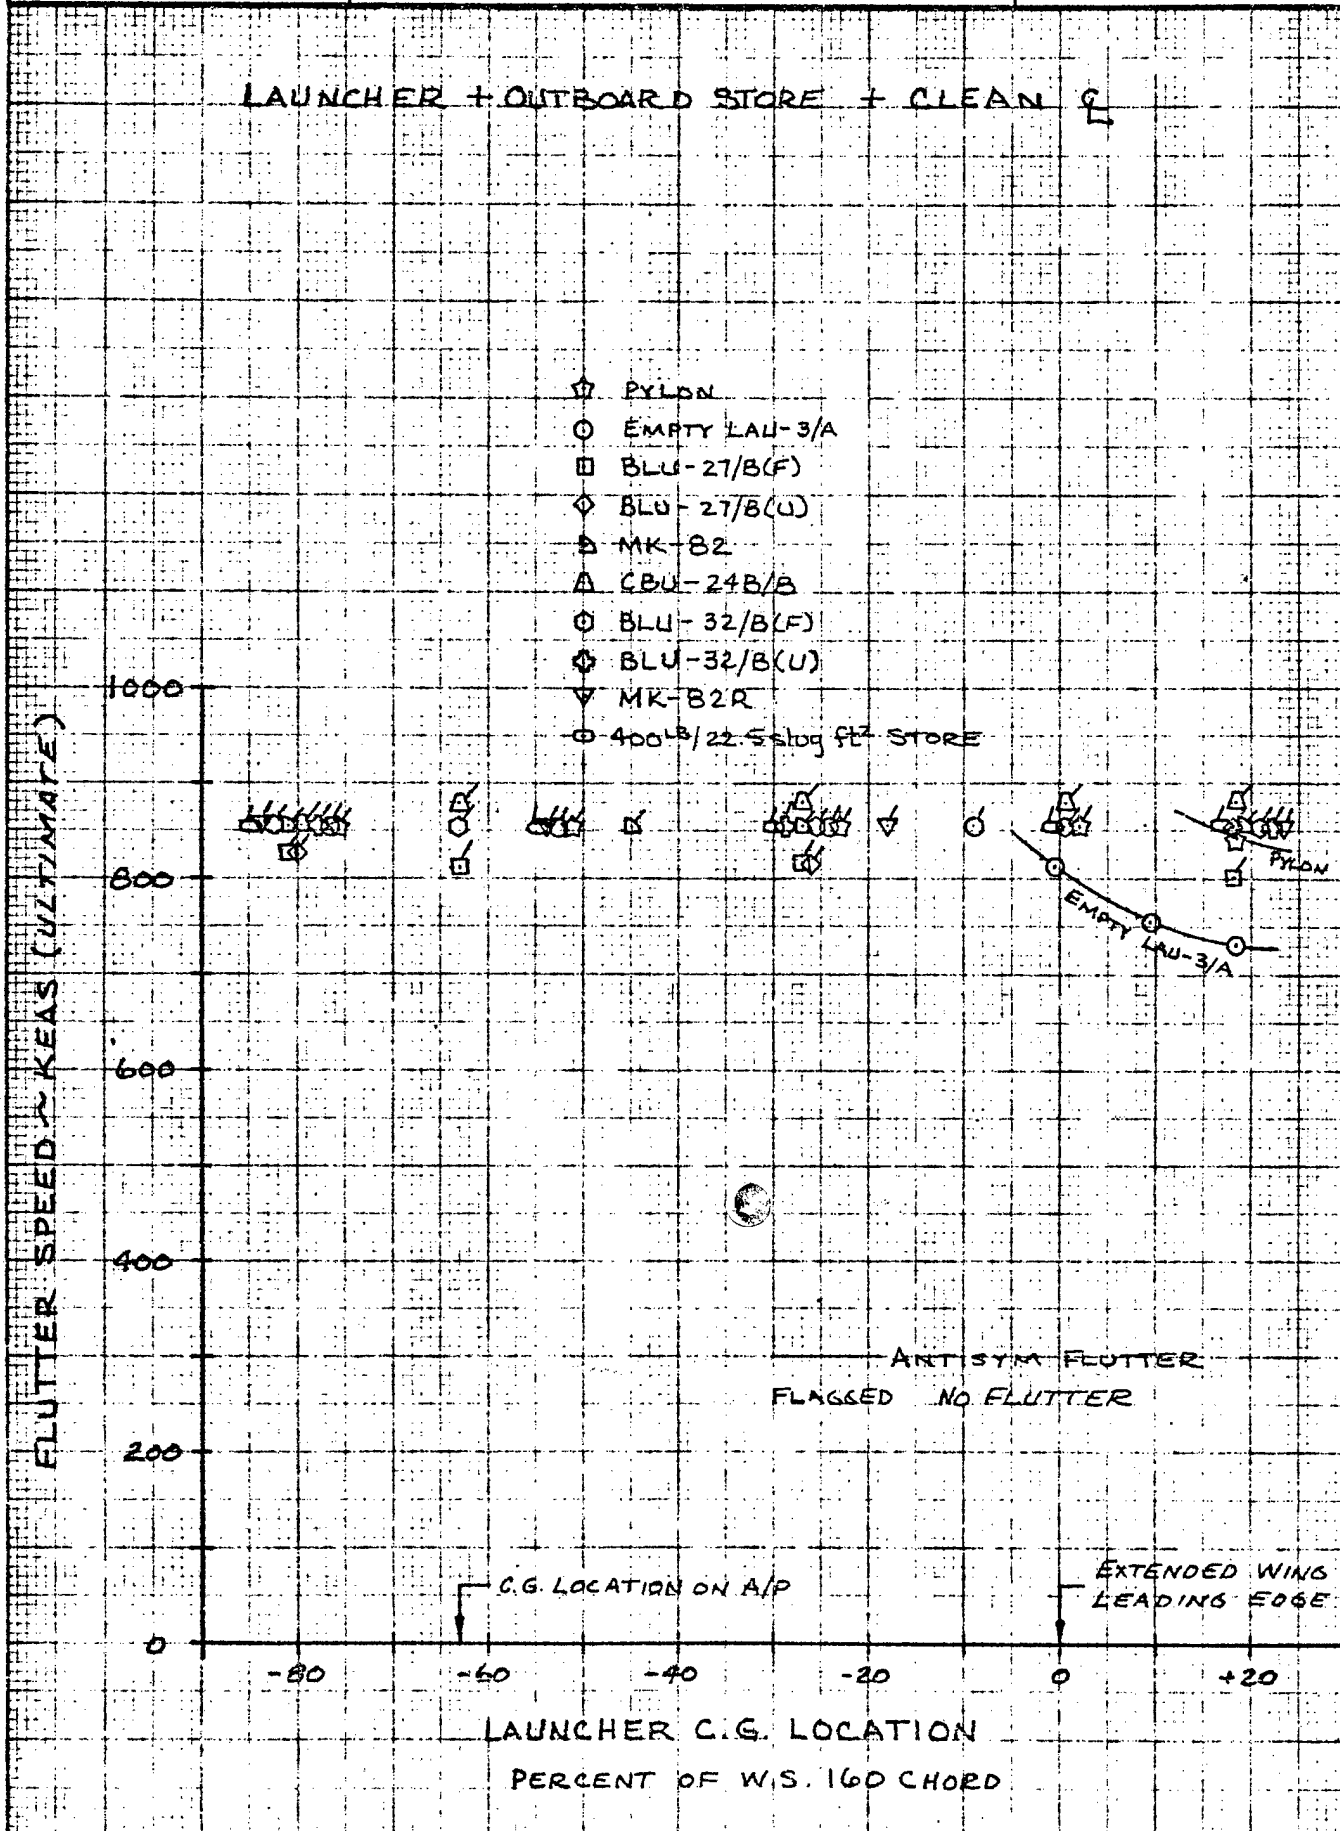 LAUNCHER + OUTBOARD STORE + CLEAN ℄
PYLON
EMPTY LAU-3/A
BLU-27/B(F)
BLU-27/B(U)
MK-82
CBU-24B/B
BLU-32/B(F)
BLU-32/B(U)
MK-82R
400 LB/22.5 slug ft² STORE
FLUTTER SPEED ~ KEAS (ULTIMATE)
1000
800
600
400
200
0
PYLON
EMPTY LAU-3/A
ANTISYM FLUTTER
FLAGGED NO FLUTTER
C.G. LOCATION ON A/P
EXTENDED WING
LEADING EDGE
-80 -60 -40 -20 0 +20
LAUNCHER C.G. LOCATION
PERCENT OF W.S. 160 CHORD